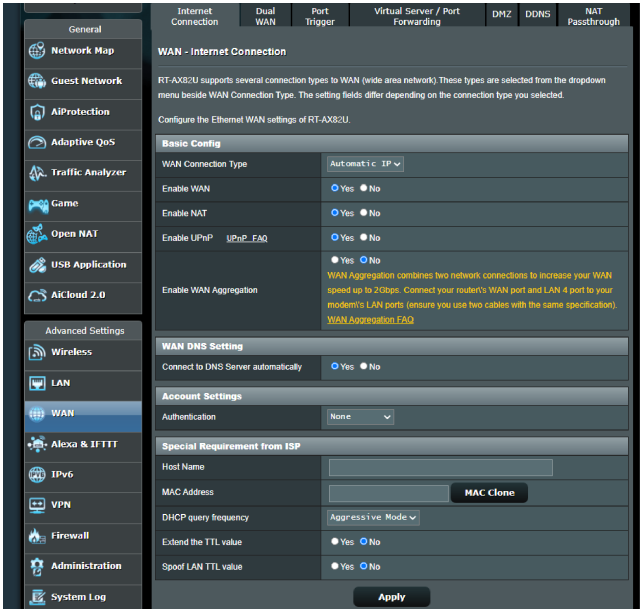 Internet Connection
Dual WAN
Port Trigger
Virtual Server / Port Forwarding
DMZ
DDNS
NAT Passthrough
General
Network Map
Guest Network
AiProtection
Adaptive QoS
Traffic Analyzer
Game
Open NAT
USB Application
AiCloud 2.0
Advanced Settings
Wireless
LAN
WAN
Alexa & IFTTT
IPv6
VPN
Firewall
Administration
System Log
WAN - Internet Connection
RT-AX82U supports several connection types to WAN (wide area network).These types are selected from the dropdown
menu beside WAN Connection Type. The setting fields differ depending on the connection type you selected.
Configure the Ethernet WAN settings of RT-AX82U.
Basic Config
WAN Connection Type Automatic IP
Enable WAN Yes No
Enable NAT Yes No
Enable UPnP UPnP FAQ Yes No
Enable WAN Aggregation Yes No
WAN Aggregation combines two network connections to increase your WAN
speed up to 2Gbps. Connect your router\'s WAN port and LAN 4 port to your
modem\'s LAN ports (ensure you use two cables with the same specification).
WAN Aggregation FAQ
WAN DNS Setting
Connect to DNS Server automatically Yes No
Account Settings
Authentication None
Special Requirement from ISP
Host Name
MAC Address MAC Clone
DHCP query frequency Aggressive Mode
Extend the TTL value Yes No
Spoof LAN TTL value Yes No
Apply